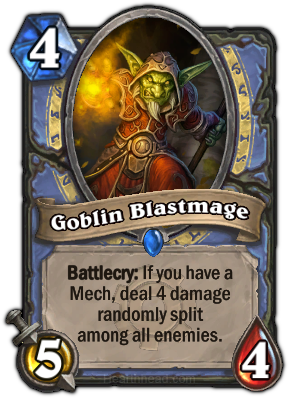 4
Goblin Blastmage
Battlecry: If you have a
Mech, deal 4 damage
randomly split
among all enemies.
5
4